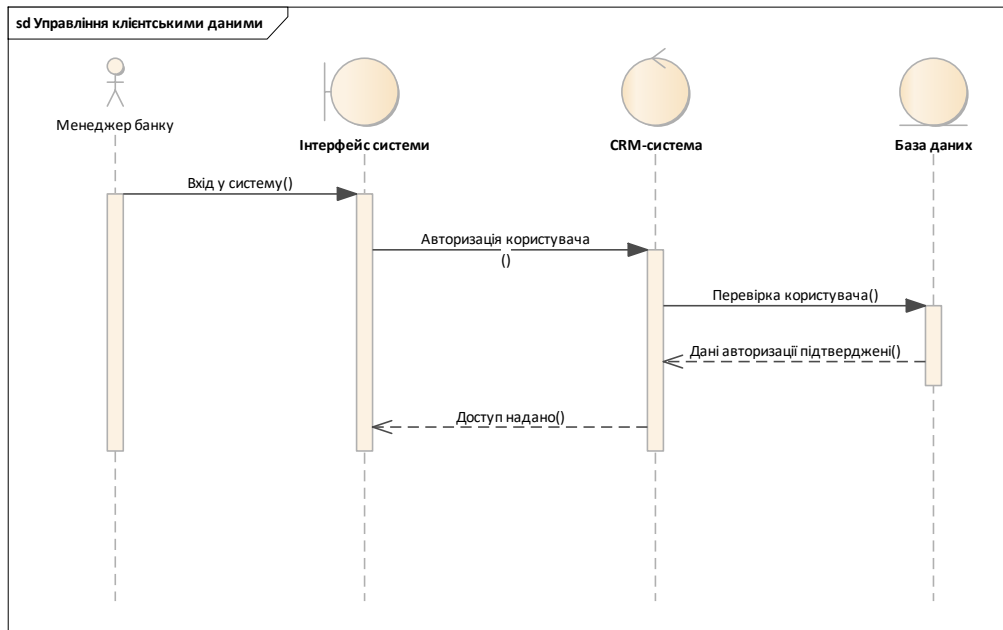 sd Управління клієнтськими даними
Менеджер банку
Інтерфейс системи
CRM-система
База даних
Вхід у систему()
Авторизація користувача
()
Перевірка користувача()
Дані авторизації підтверджені()
Доступ надано()